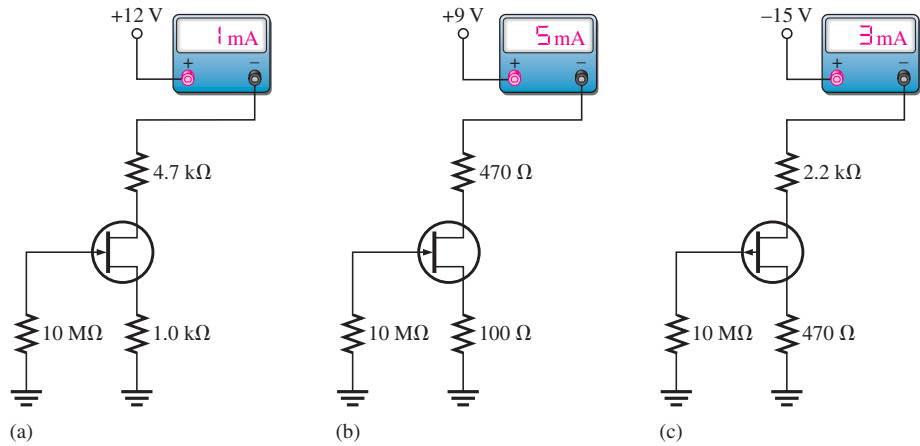 +12 V
1 mA
+ −
4.7 kΩ
10 MΩ
1.0 kΩ
(a)
+9 V
5 mA
+ −
470 Ω
10 MΩ
100 Ω
(b)
–15 V
3 mA
+ −
2.2 kΩ
10 MΩ
470 Ω
(c)